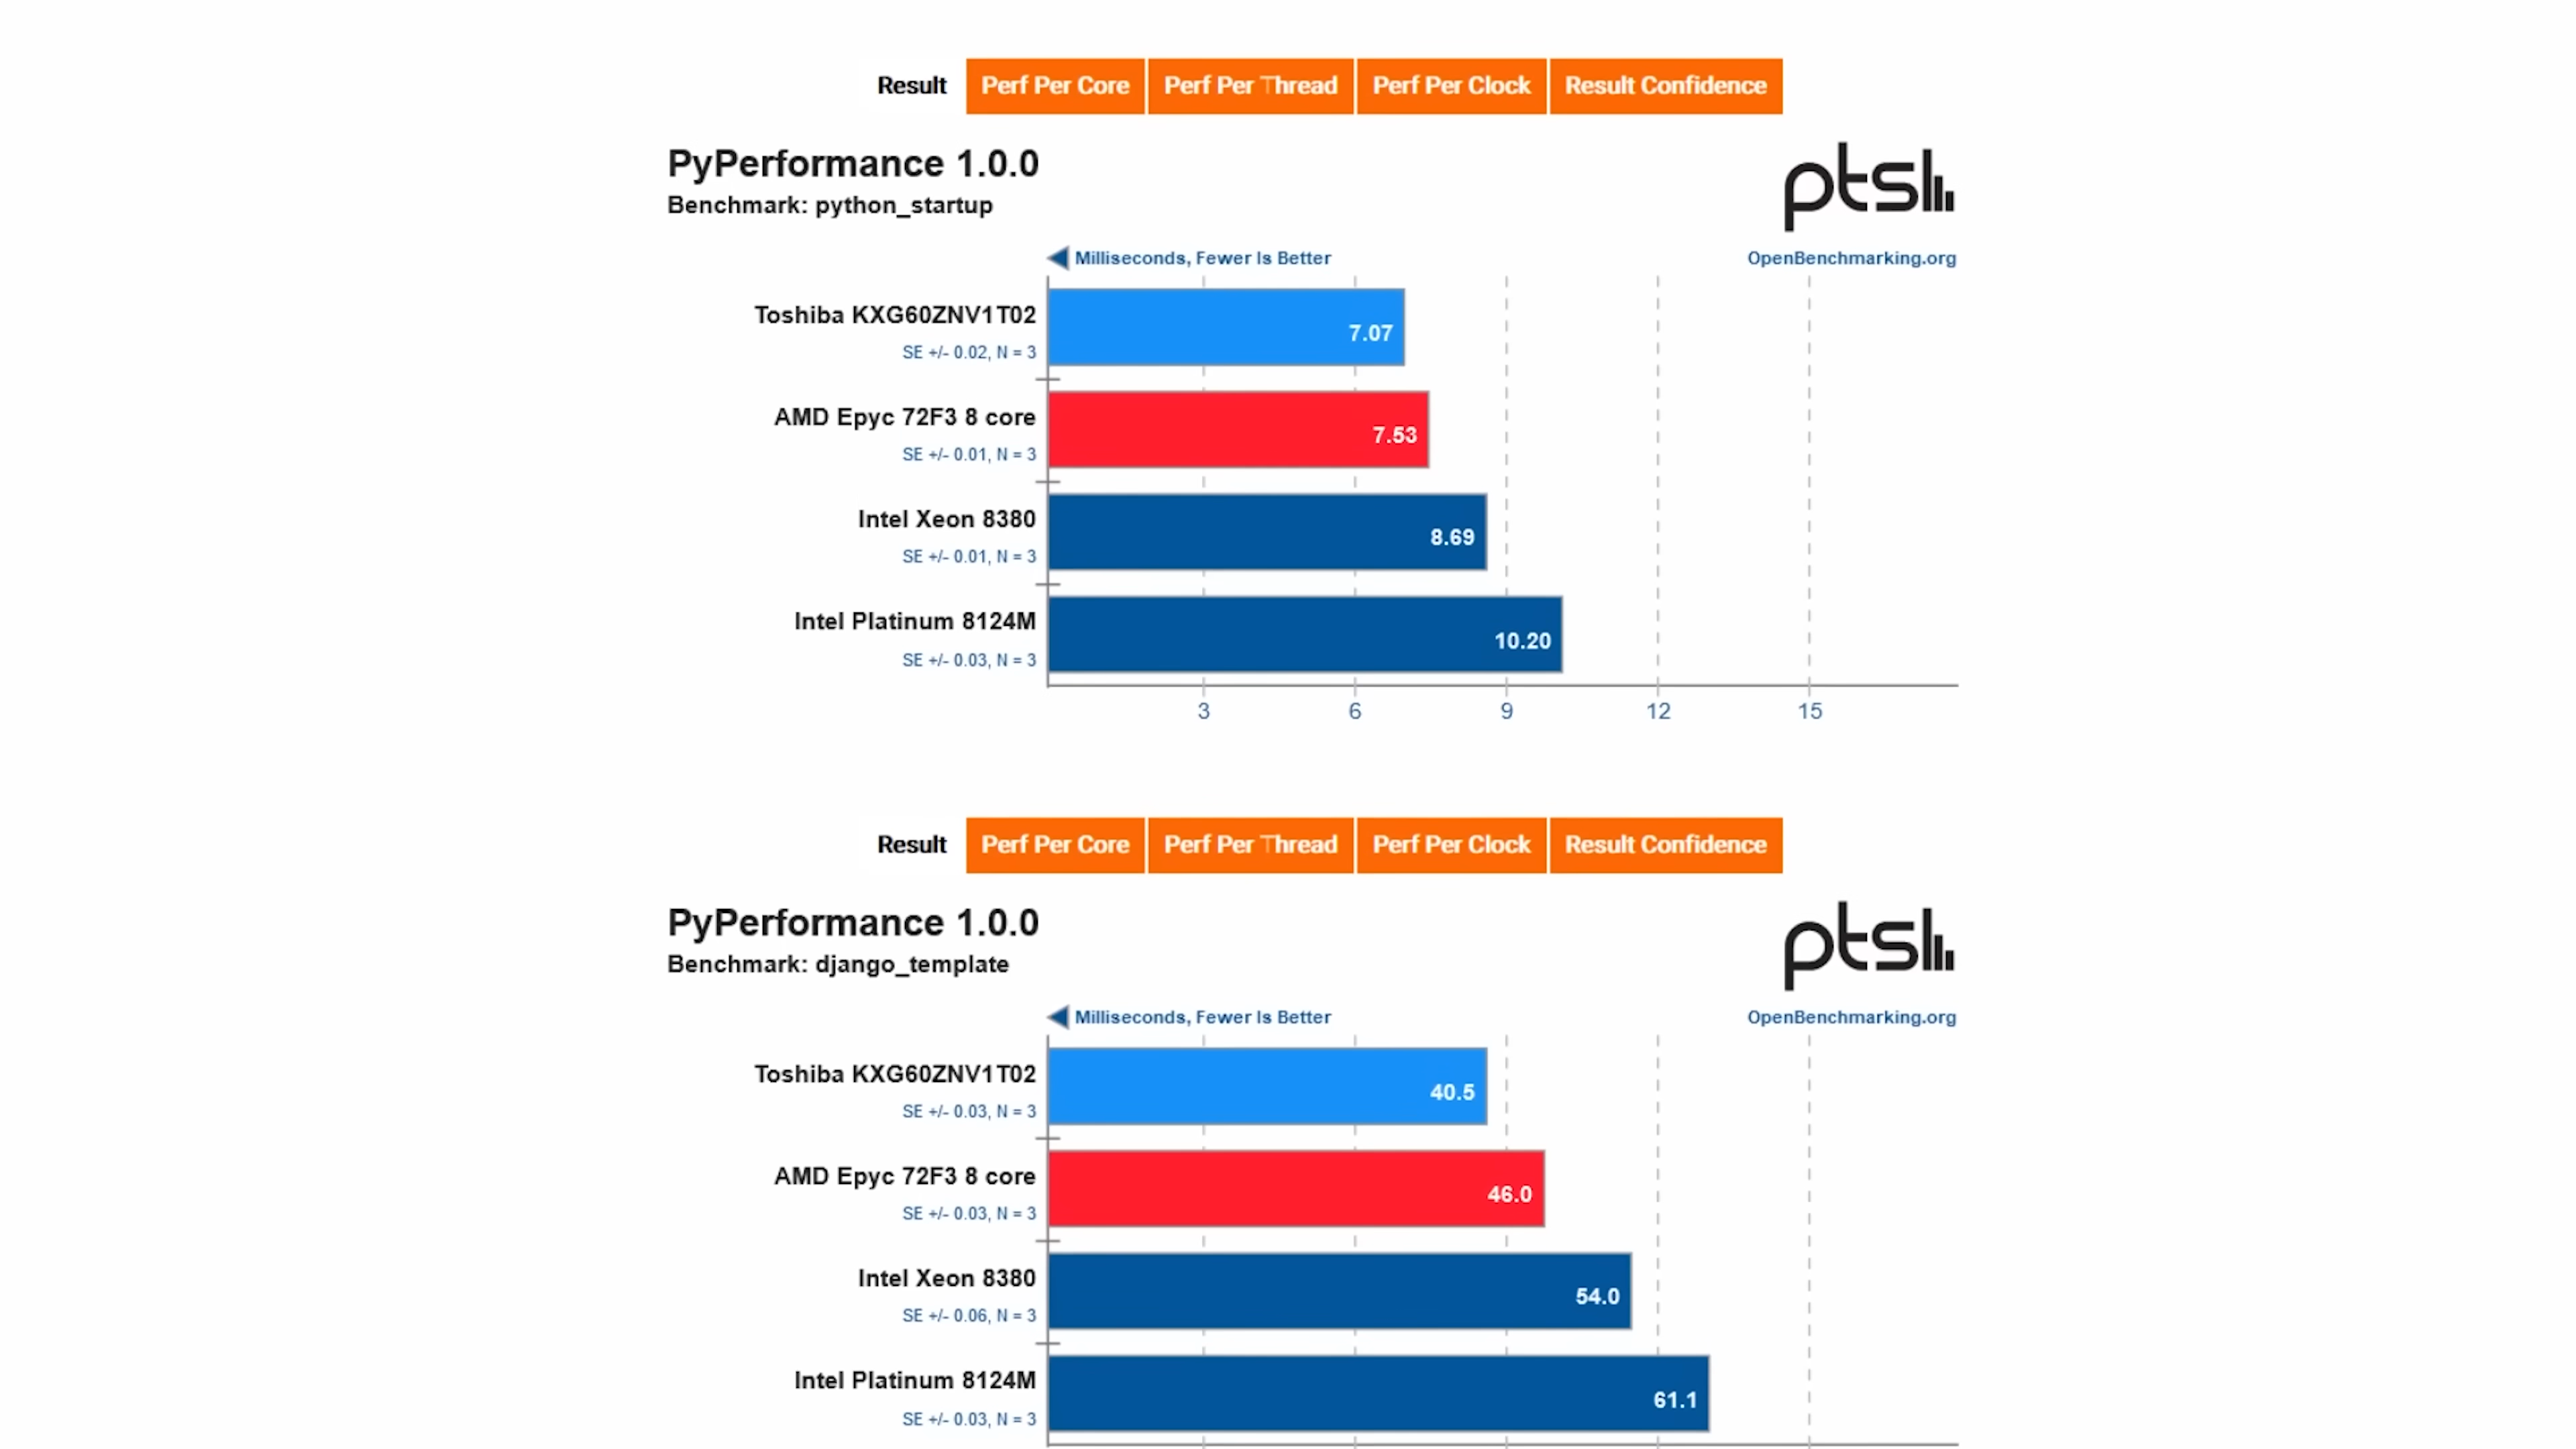 Result Perf Per Core Perf Per Thread Perf Per Clock Result Confidence
PyPerformance 1.0.0
ptsl
Benchmark: python_startup
Milliseconds, Fewer Is Better
OpenBenchmarking.org
Toshiba KXG60ZNV1T02
SE +/- 0.02, N = 3
7.07
AMD Epyc 72F3 8 core
SE +/- 0.01, N = 3
7.53
Intel Xeon 8380
SE +/- 0.01, N = 3
8.69
Intel Platinum 8124M
SE +/- 0.03, N = 3
10.20
3 6 9 12 15
Result Perf Per Core Perf Per Thread Perf Per Clock Result Confidence
PyPerformance 1.0.0
ptsl
Benchmark: django_template
Milliseconds, Fewer Is Better
OpenBenchmarking.org
Toshiba KXG60ZNV1T02
SE +/- 0.03, N = 3
40.5
AMD Epyc 72F3 8 core
SE +/- 0.03, N = 3
46.0
Intel Xeon 8380
SE +/- 0.06, N = 3
54.0
Intel Platinum 8124M
SE +/- 0.03, N = 3
61.1